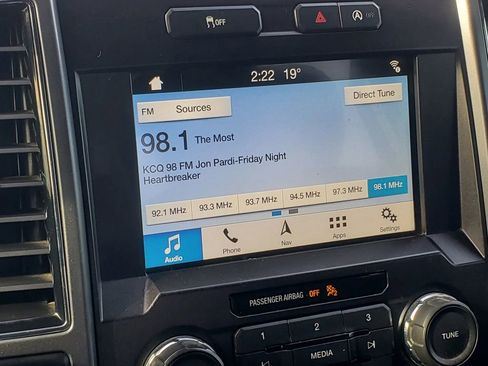 OFF
A OFF
2:22 19°
FM Sources
Direct Tune
98.1 The Most
KCQ 98 FM Jon Pardi-Friday Night
Heartbreaker
92.1 MHz 93.3 MHz 93.7 MHz 94.5 MHz 97.3 MHz 98.1 MHz
Audio Phone Nav Apps Settings
PASSENGER AIRBAG OFF
1 2 3
MEDIA
TUNE